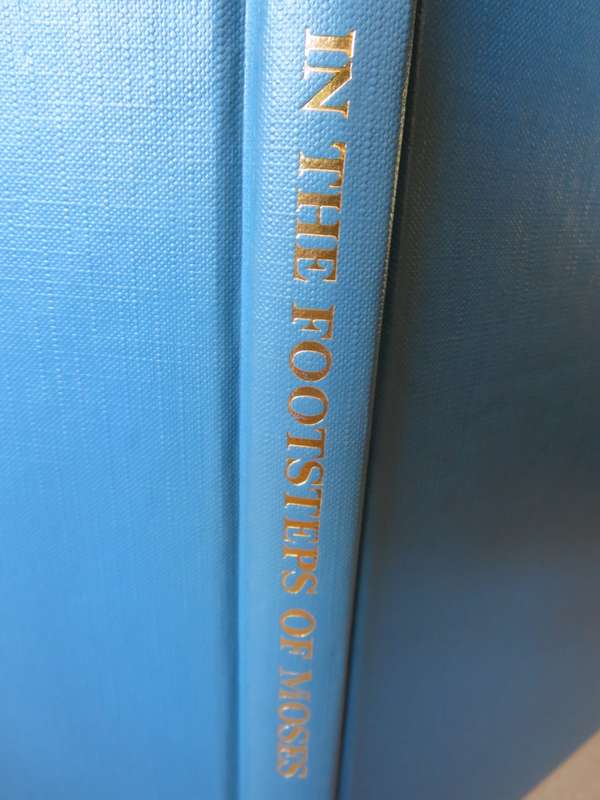 IN THE FOOTSTEPS OF MOSES